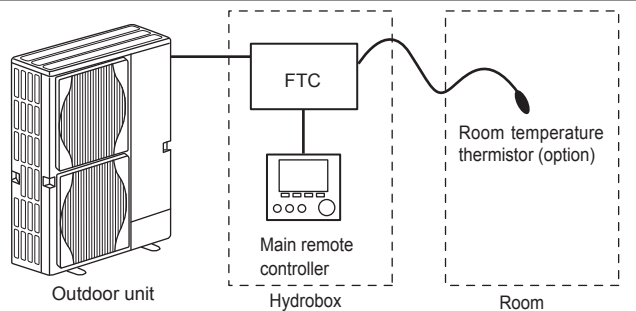 FTC
Room temperature
thermistor (option)
Main remote
controller
Outdoor unit
Hydrobox
Room